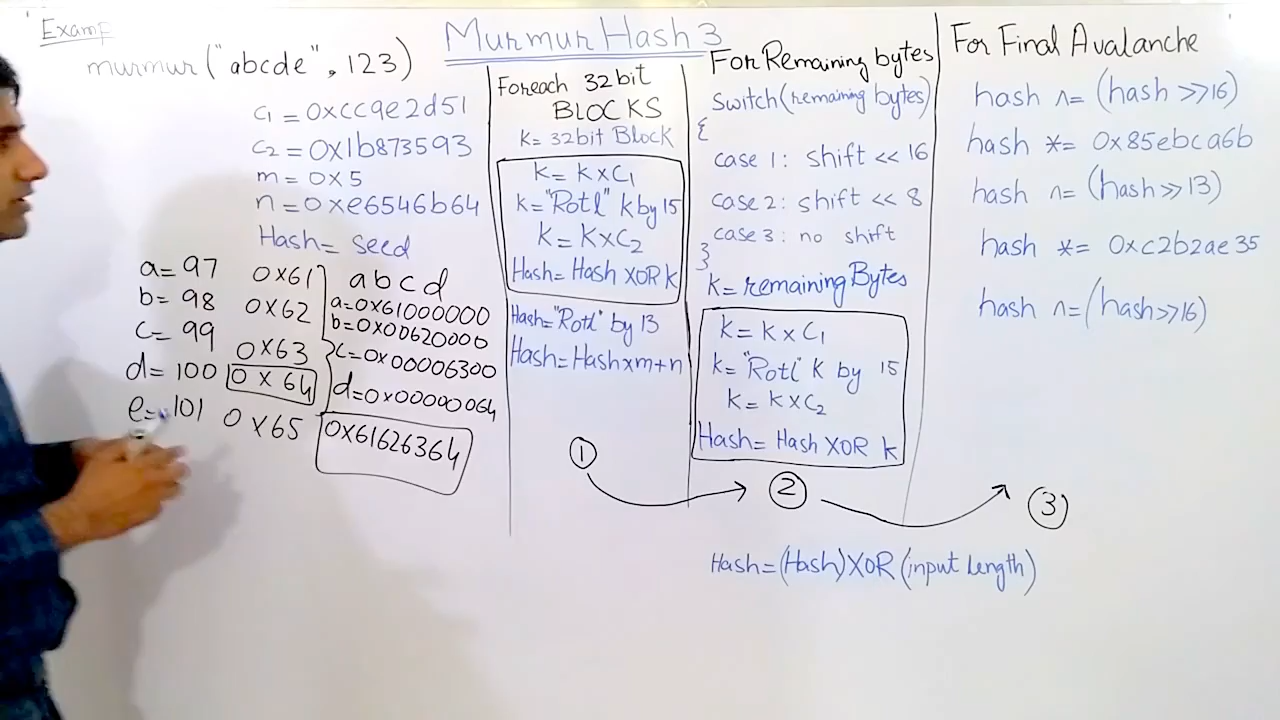 Murmur Hash 3
Examp
murmur("abcde", 123)
c1 = 0xcc9e2d51
c2 = 0x1b873593
m = 0x5
n = 0xe6546b64
Hash = seed
a = 97 0x61
b = 98 0x62
c = 99 0x63
d = 100 0x64
e = 101 0x65
abcd
a = 0x61000000
b = 0x00620000
c = 0x00006300
d = 0x00000064
0x61626364
Foreach 32bit
BLOCKS
k = 32bit Block
k = k x C1
k = "Rotl" k by 15
k = k x C2
Hash = Hash XOR k
Hash = "Rotl" by 13
Hash = Hash x m + n
1
For Remaining bytes
Switch(remaining bytes)
{
case 1: shift << 16
case 2: shift << 8
case 3: no shift
}
k = remaining Bytes
k = k x C1
k = "Rotl" k by 15
k = k x C2
Hash = Hash XOR k
2
For Final Avalanche
hash ^= (hash >> 16)
hash *= 0x85ebca6b
hash ^= (hash >> 13)
hash *= 0xc2b2ae35
hash ^= (hash >> 16)
3
Hash = (Hash) XOR (input Length)